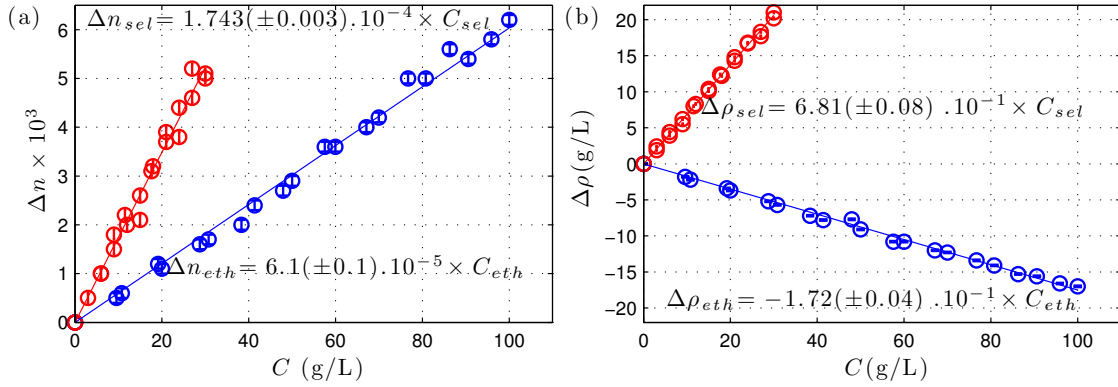 (a)
Δn_sel = 1.743(±0.003).10^−4 × C_sel
6
5
4
3
2
1
0
Δn × 10^3
Δn_eth = 6.1(±0.1).10^−5 × C_eth
0 20 40 60 80 100
C (g/L)
(b)
20
15
10
5
0
−5
−10
−15
−20
Δρ(g/L)
Δρ_sel = 6.81(±0.08) .10^−1 × C_sel
Δρ_eth = −1.72(±0.04) .10^−1 × C_eth
0 20 40 60 80 100
C (g/L)